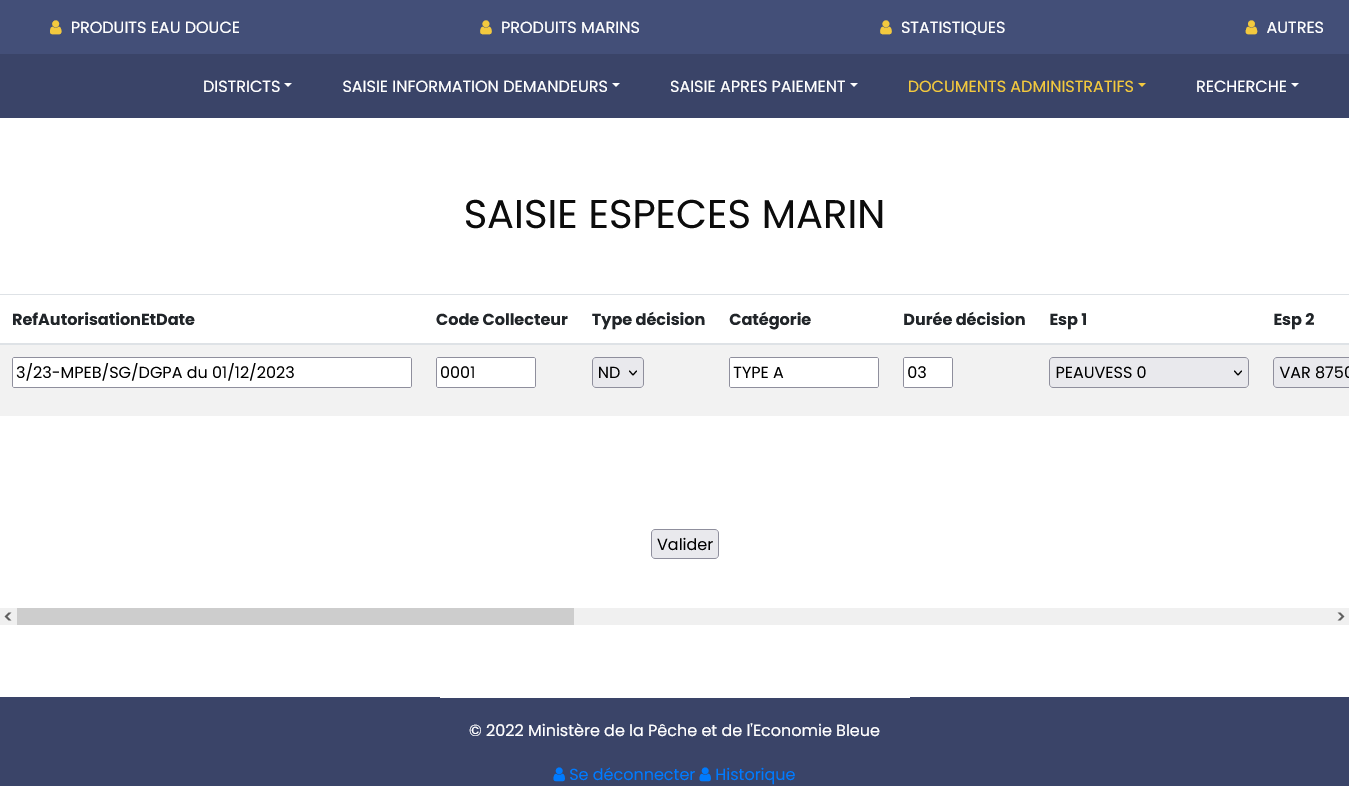 PRODUITS EAU DOUCE PRODUITS MARINS STATISTIQUES AUTRES
DISTRICTS SAISIE INFORMATION DEMANDEURS SAISIE APRES PAIEMENT DOCUMENTS ADMINISTRATIFS RECHERCHE
SAISIE ESPECES MARIN
RefAutorisationEtDate Code Collecteur Type décision Catégorie Durée décision Esp 1 Esp 2
3/23-MPEB/SG/DGPA du 01/12/2023 0001 ND TYPE A 03 PEAUVESS 0 VAR 8750
Valider
© 2022 Ministère de la Pêche et de l'Economie Bleue
Se déconnecter Historique